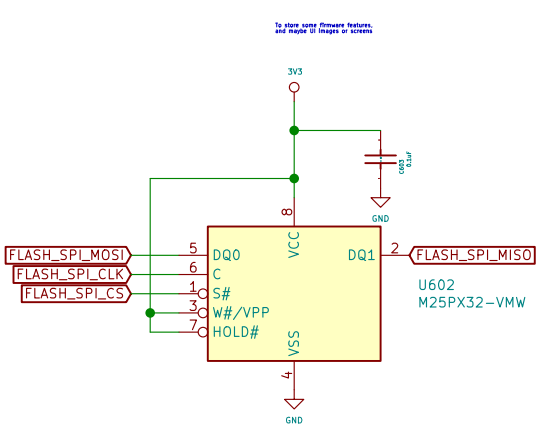 To store some firmware features,
and maybe UI images or screens
3V3
C603
0.1uF
GND
8
VCC
FLASH_SPI_MOSI
5
DQ0
DQ1
2
FLASH_SPI_MISO
FLASH_SPI_CLK
6
C
FLASH_SPI_CS
1
S#
U602
M25PX32-VMW
3
W#/VPP
7
HOLD#
VSS
4
GND